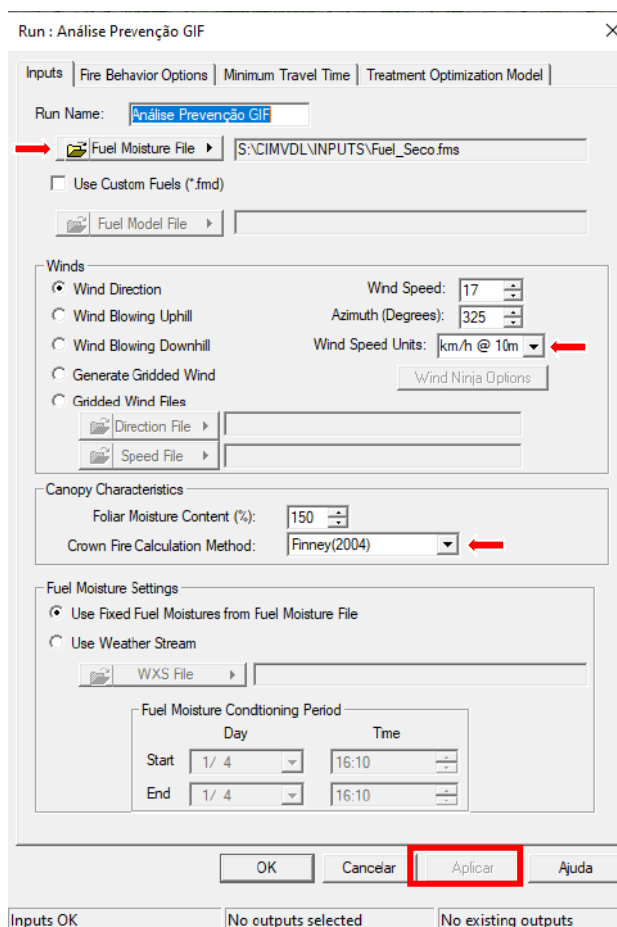 Run : Análise Prevenção GIF
Inputs Fire Behavior Options Minimum Travel Time Treatment Optimization Model
Run Name: Análise Prevenção GIF
Fuel Moisture File S:\CIMVDL\INPUTS\Fuel_Seco.fms
Use Custom Fuels (*.fmd)
Fuel Model File
Winds
Wind Direction Wind Speed: 17
Wind Blowing Uphill Azimuth (Degrees): 325
Wind Blowing Downhill Wind Speed Units: km/h @ 10m
Generate Gridded Wind Wind Ninja Options
Gridded Wind Files
Direction File
Speed File
Canopy Characteristics
Foliar Moisture Content (%): 150
Crown Fire Calculation Method: Finney(2004)
Fuel Moisture Settings
Use Fixed Fuel Moistures from Fuel Moisture File
Use Weather Stream
WXS File
Fuel Moisture Condtioning Period
Day Tme
Start 1/ 4 16:10
End 1/ 4 16:10
OK Cancelar Aplicar Ajuda
Inputs OK No outputs selected No existing outputs